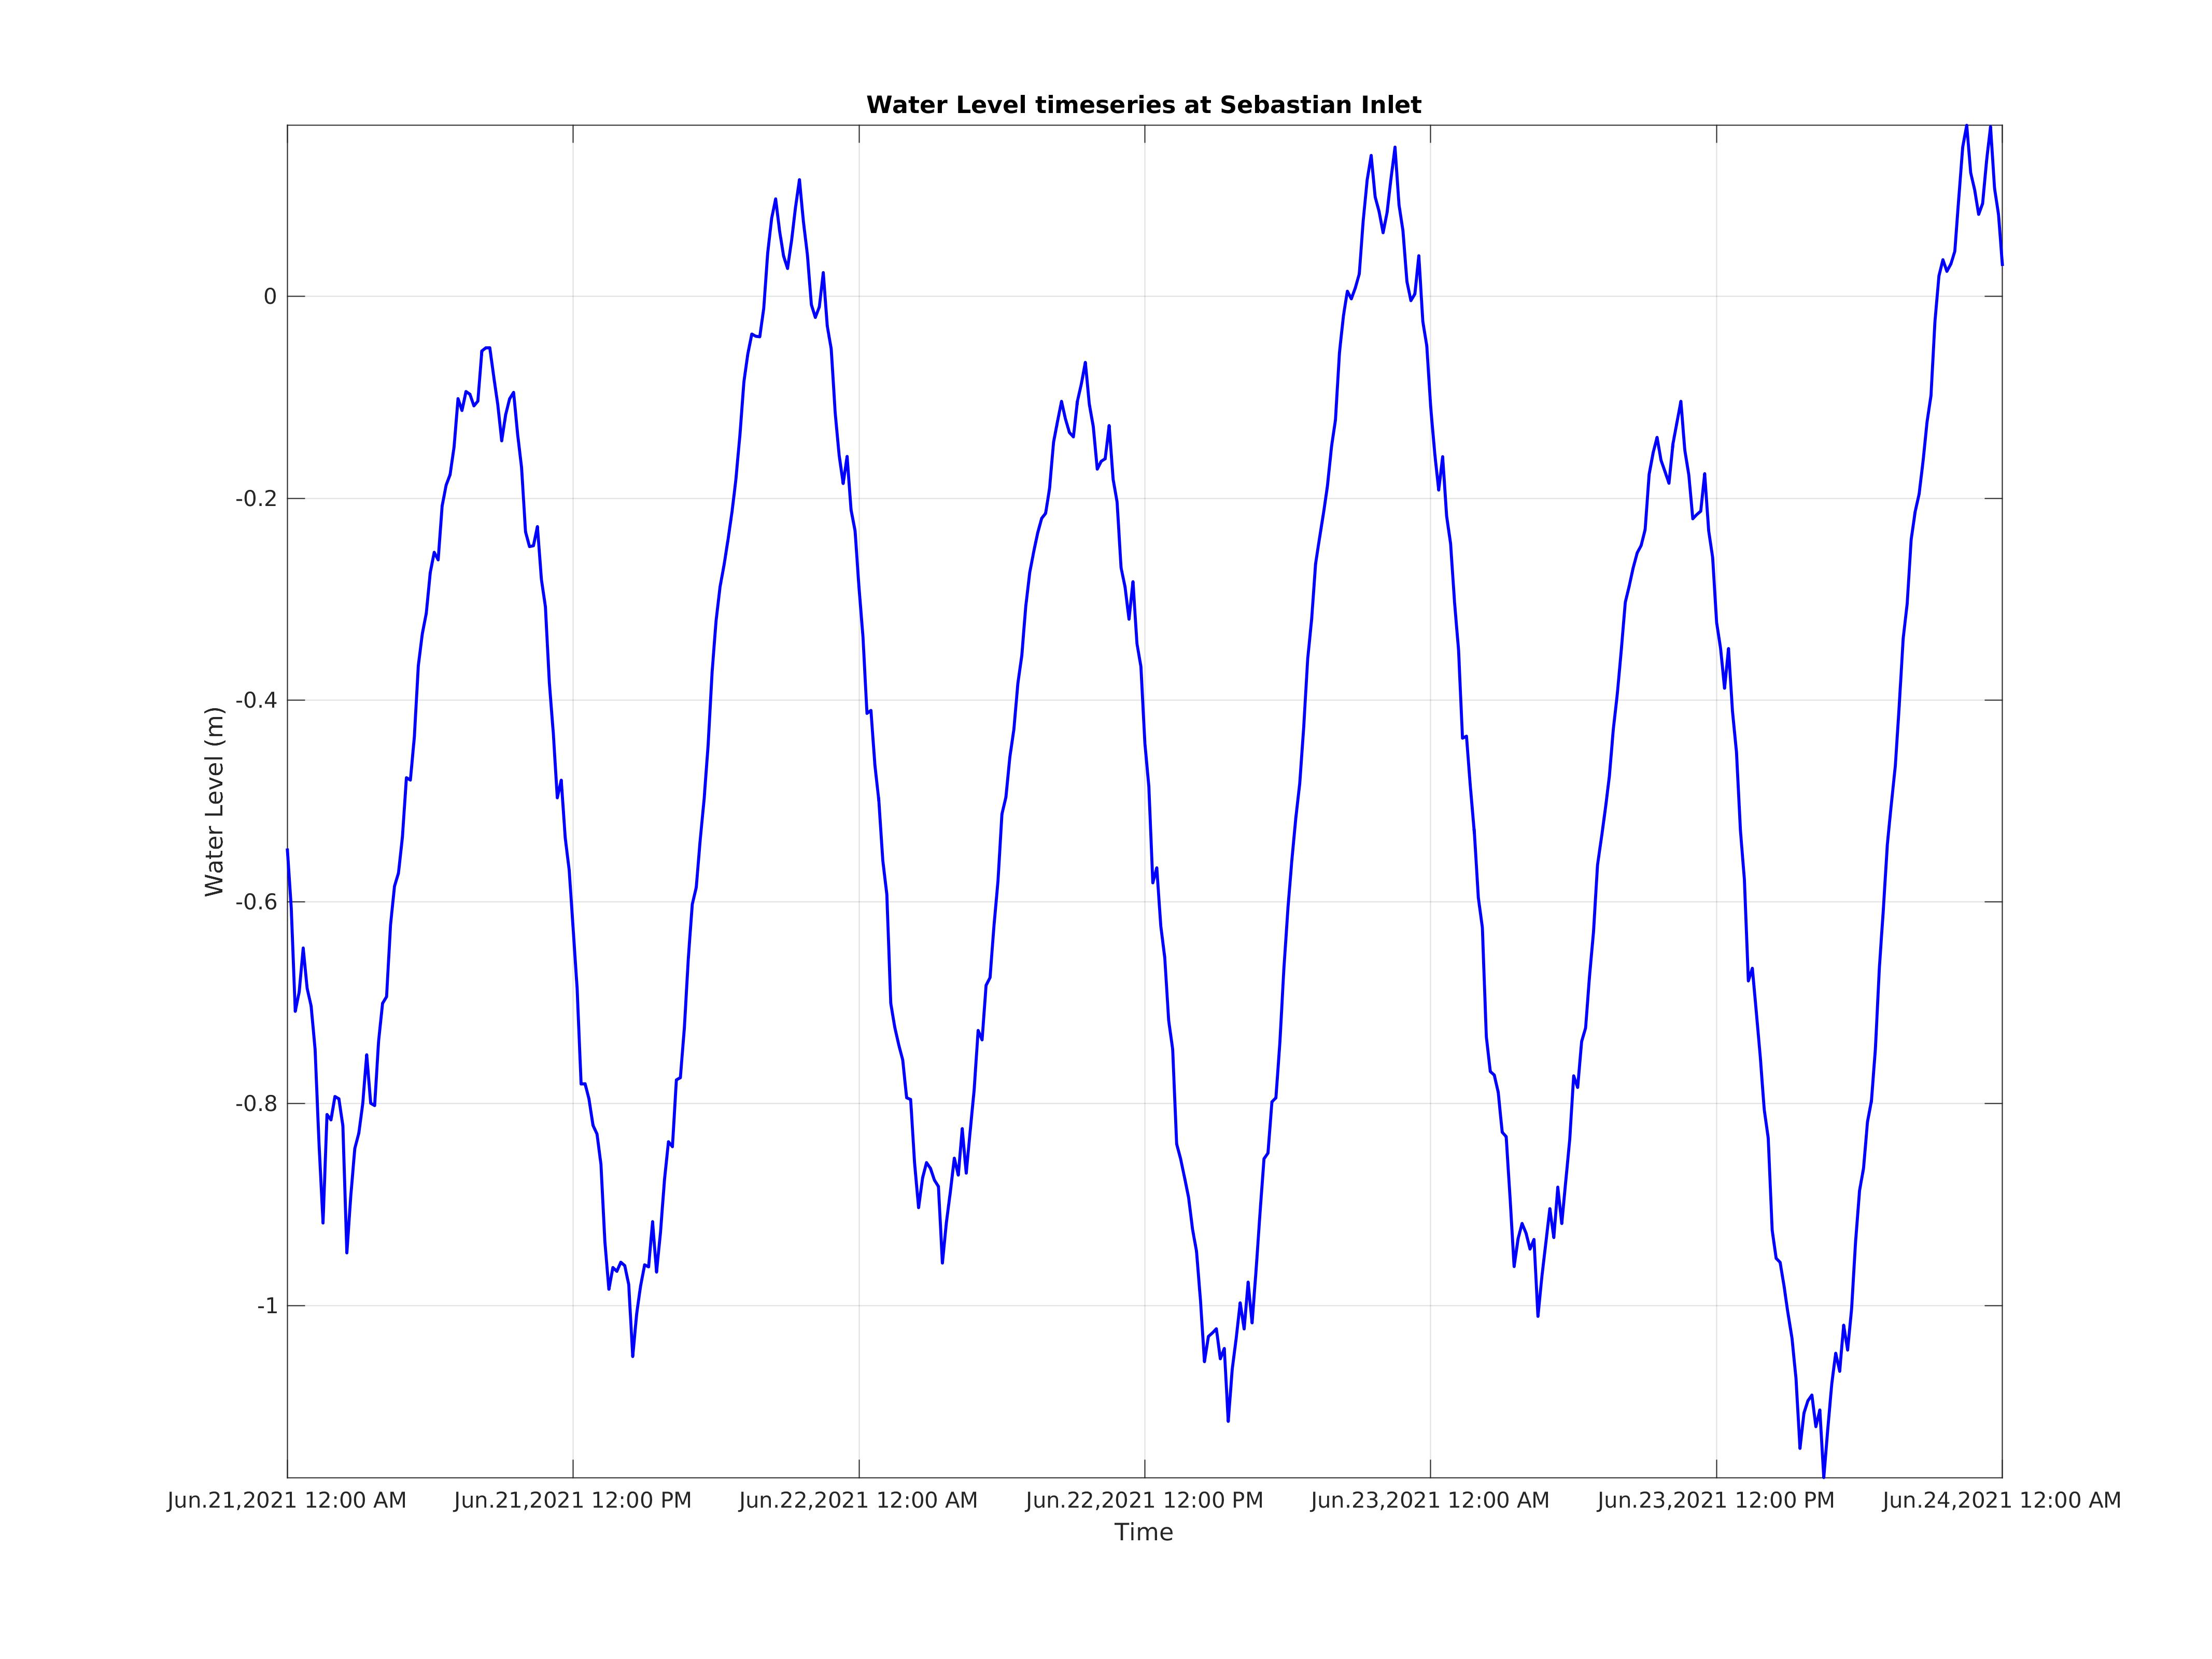 Water Level timeseries at Sebastian Inlet
0
-0.2
-0.4
-0.6
-0.8
-1
Water Level (m)
Jun.21,2021 12:00 AM
Jun.21,2021 12:00 PM
Jun.22,2021 12:00 AM
Jun.22,2021 12:00 PM
Jun.23,2021 12:00 AM
Jun.23,2021 12:00 PM
Jun.24,2021 12:00 AM
Time